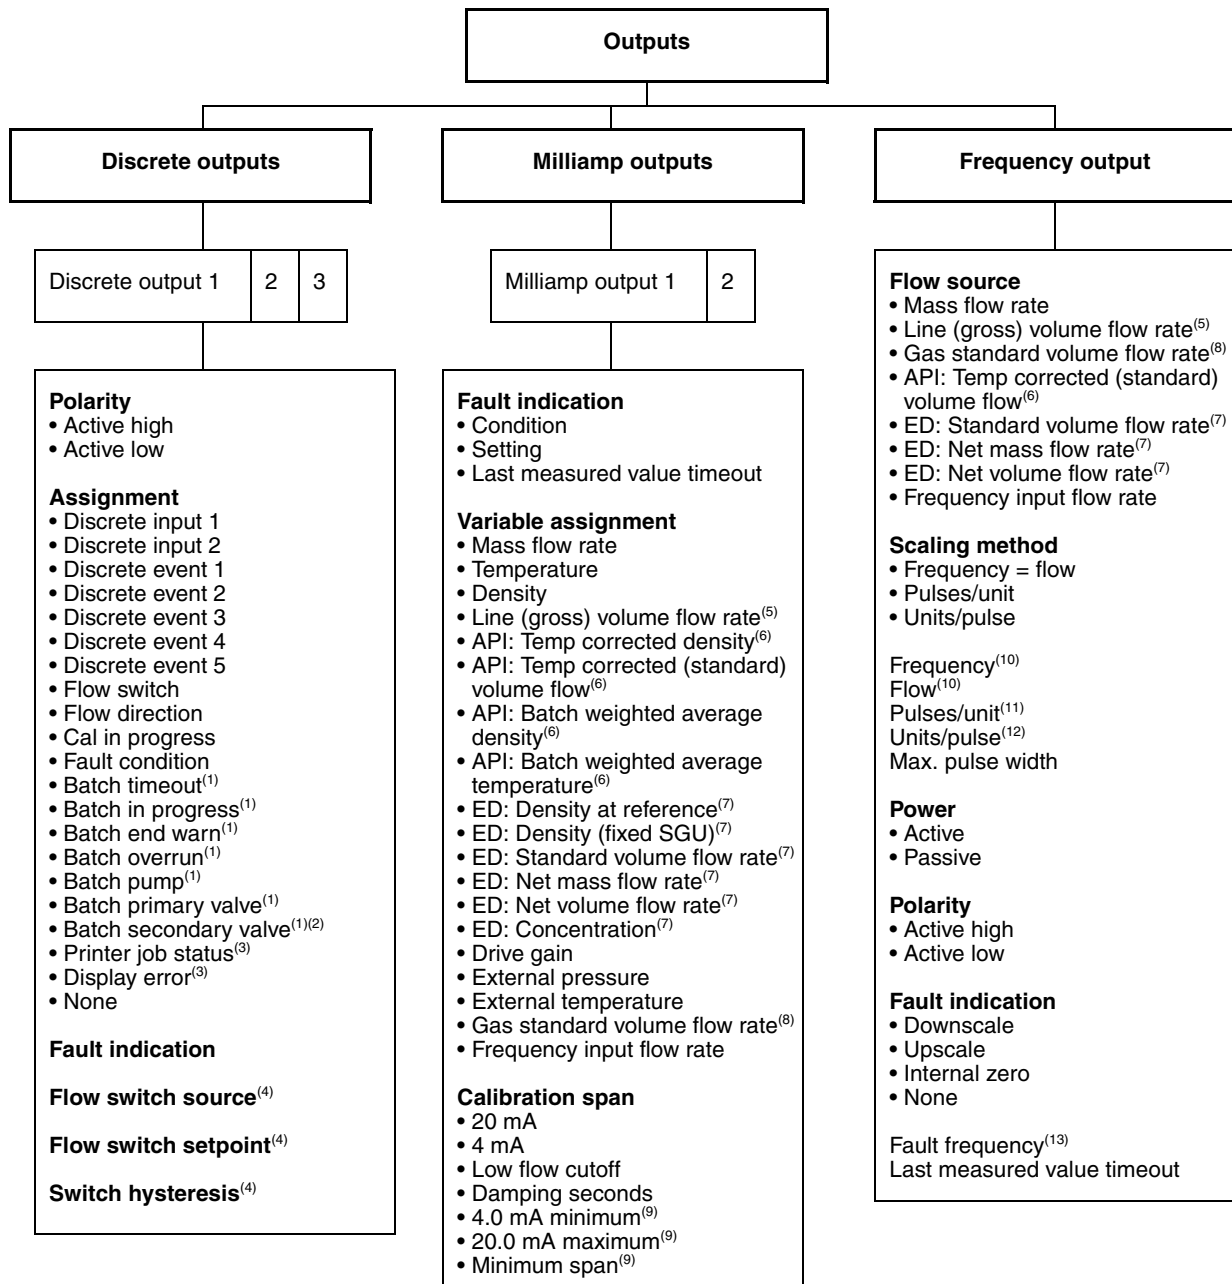 Outputs
Discrete outputs
Milliamp outputs
Frequency output
Discrete output 1
2
3
Polarity
• Active high
• Active low
Assignment
• Discrete input 1
• Discrete input 2
• Discrete event 1
• Discrete event 2
• Discrete event 3
• Discrete event 4
• Discrete event 5
• Flow switch
• Flow direction
• Cal in progress
• Fault condition
• Batch timeout(1)
• Batch in progress(1)
• Batch end warn(1)
• Batch overrun(1)
• Batch pump(1)
• Batch primary valve(1)
• Batch secondary valve(1)(2)
• Printer job status(3)
• Display error(3)
• None
Fault indication
Flow switch source(4)
Flow switch setpoint(4)
Switch hysteresis(4)
Milliamp output 1
2
Fault indication
• Condition
• Setting
• Last measured value timeout
Variable assignment
• Mass flow rate
• Temperature
• Density
• Line (gross) volume flow rate(5)
• API: Temp corrected density(6)
• API: Temp corrected (standard)
volume flow(6)
• API: Batch weighted average
density(6)
• API: Batch weighted average
temperature(6)
• ED: Density at reference(7)
• ED: Density (fixed SGU)(7)
• ED: Standard volume flow rate(7)
• ED: Net mass flow rate(7)
• ED: Net volume flow rate(7)
• ED: Concentration(7)
• Drive gain
• External pressure
• External temperature
• Gas standard volume flow rate(8)
• Frequency input flow rate
Calibration span
• 20 mA
• 4 mA
• Low flow cutoff
• Damping seconds
• 4.0 mA minimum(9)
• 20.0 mA maximum(9)
• Minimum span(9)
Flow source
• Mass flow rate
• Line (gross) volume flow rate(5)
• Gas standard volume flow rate(8)
• API: Temp corrected (standard)
volume flow(6)
• ED: Standard volume flow rate(7)
• ED: Net mass flow rate(7)
• ED: Net volume flow rate(7)
• Frequency input flow rate
Scaling method
• Frequency = flow
• Pulses/unit
• Units/pulse
Frequency(10)
Flow(10)
Pulses/unit(11)
Units/pulse(12)
Max. pulse width
Power
• Active
• Passive
Polarity
• Active high
• Active low
Fault indication
• Downscale
• Upscale
• Internal zero
• None
Fault frequency(13)
Last measured value timeout